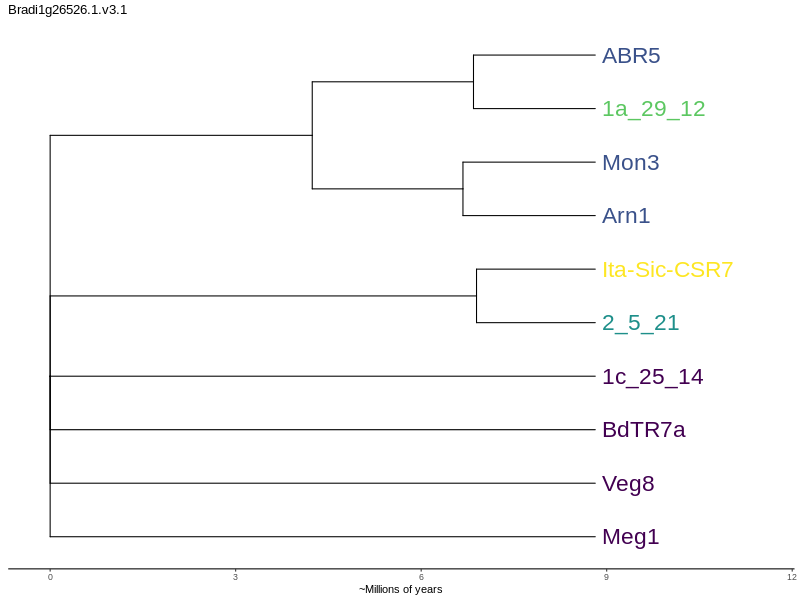 Bradi1g26526.1.v3.1
ABR5
1a_29_12
Mon3
Arn1
Ita-Sic-CSR7
2_5_21
1c_25_14
BdTR7a
Veg8
Meg1
0 3 6 9 12
~Millions of years